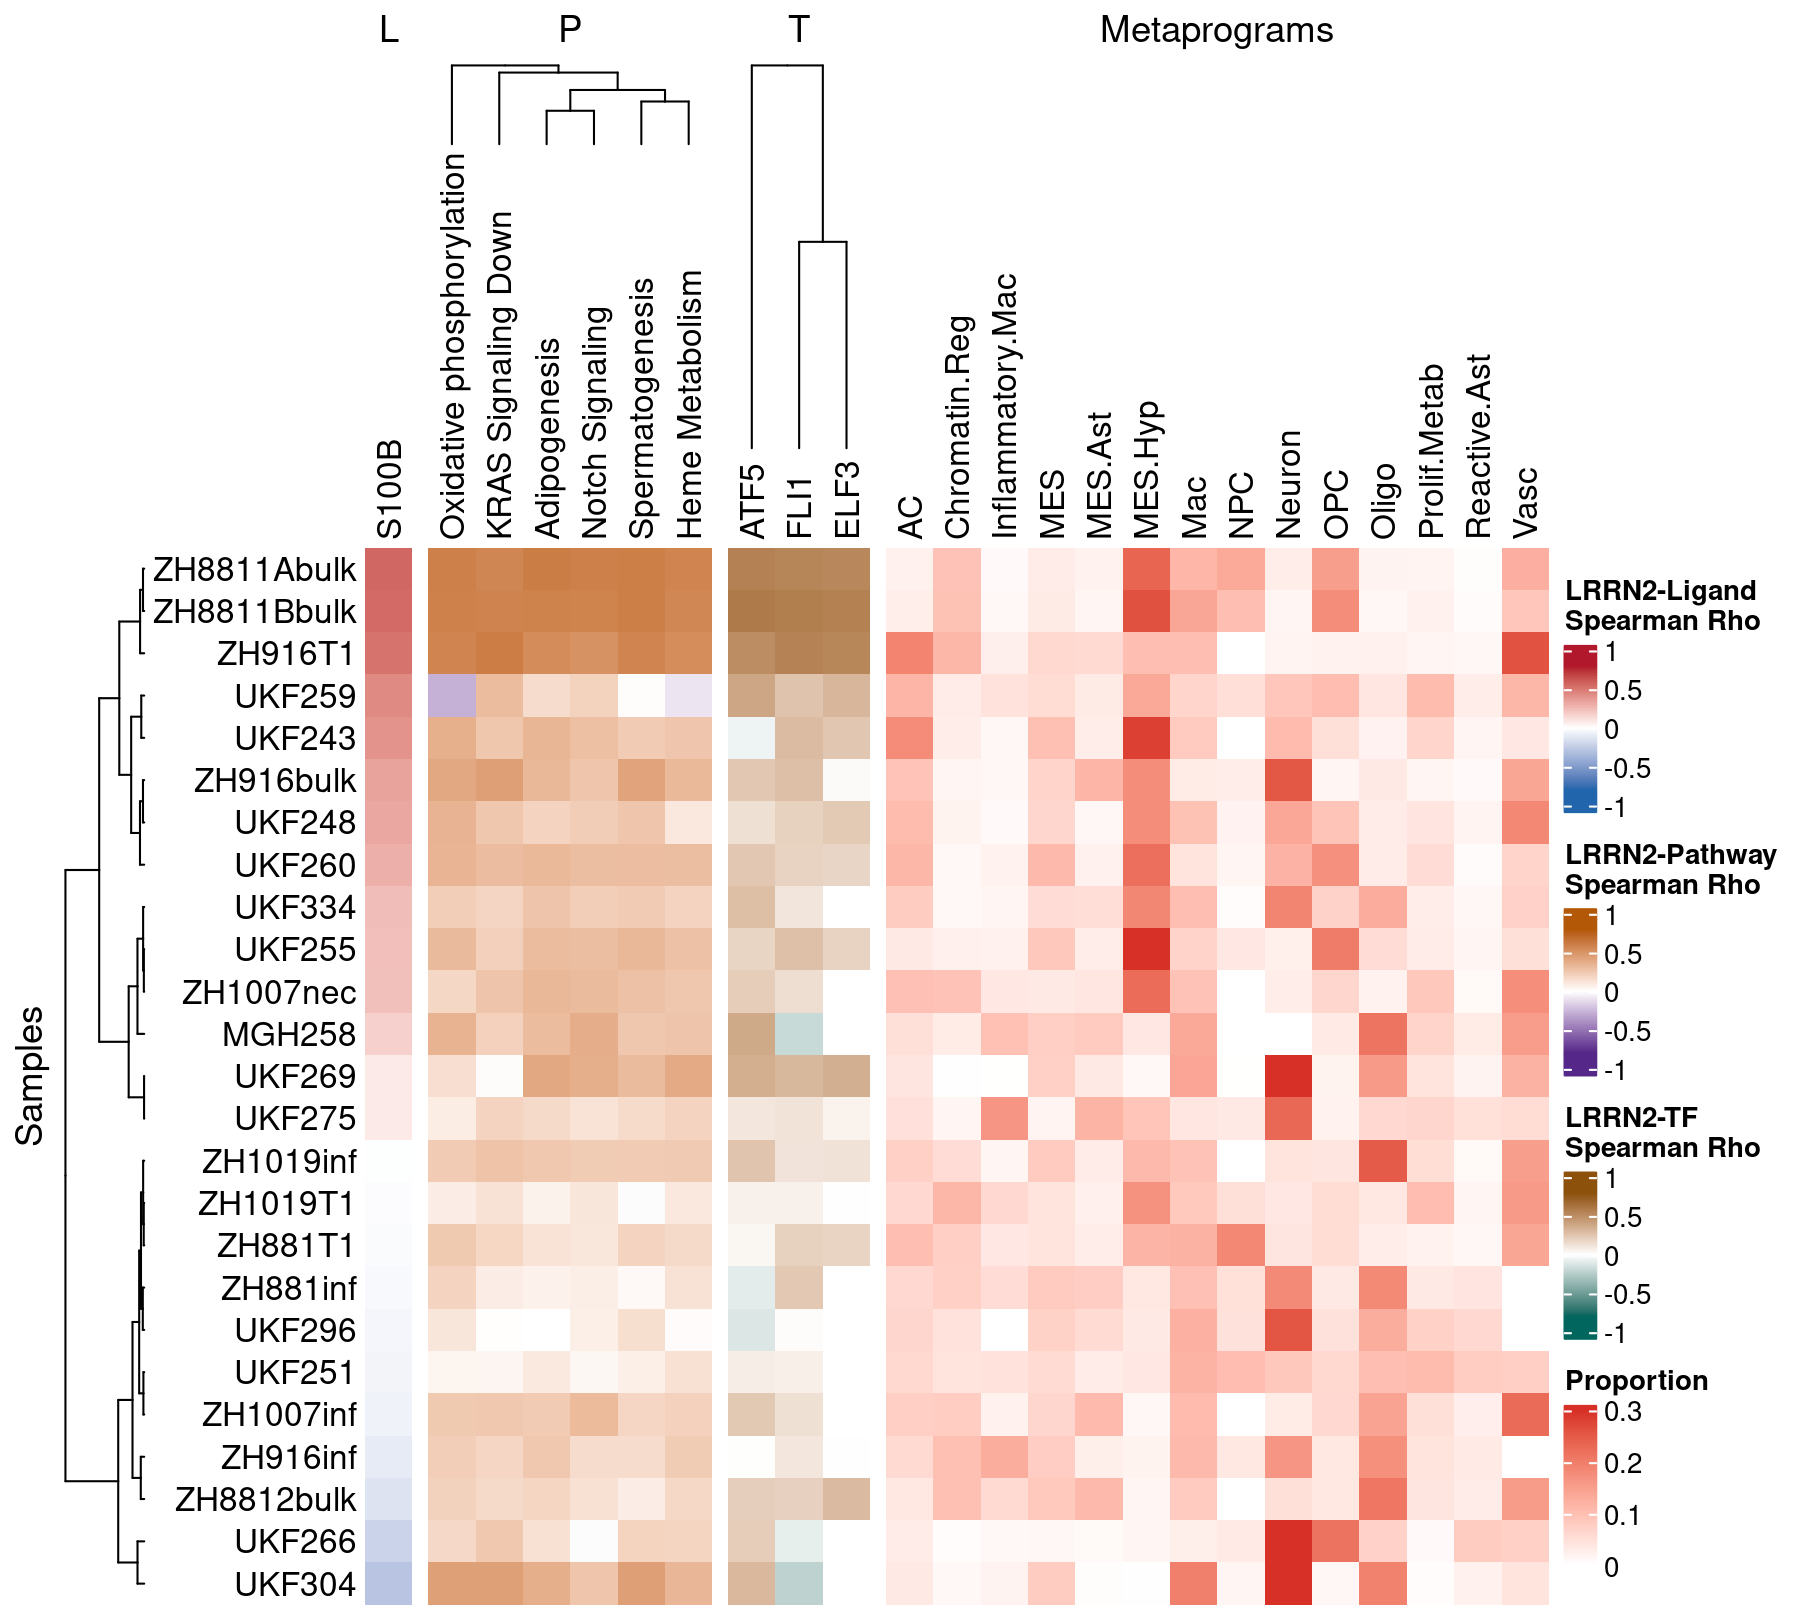 L
P
T
Metaprograms
S100B
Oxidative phosphorylation
KRAS Signaling Down
Adipogenesis
Notch Signaling
Spermatogenesis
Heme Metabolism
ATF5
FLI1
ELF3
AC
Chromatin.Reg
Inflammatory.Mac
MES
MES.Ast
MES.Hyp
Mac
NPC
Neuron
OPC
Oligo
Prolif.Metab
Reactive.Ast
Vasc
Samples
ZH8811Abulk
ZH8811Bbulk
ZH916T1
UKF259
UKF243
ZH916bulk
UKF248
UKF260
UKF334
UKF255
ZH1007nec
MGH258
UKF269
UKF275
ZH1019inf
ZH1019T1
ZH881T1
ZH881inf
UKF296
UKF251
ZH1007inf
ZH916inf
ZH8812bulk
UKF266
UKF304
LRRN2-Ligand
Spearman Rho
1
0.5
0
-0.5
-1
LRRN2-Pathway
Spearman Rho
1
0.5
0
-0.5
-1
LRRN2-TF
Spearman Rho
1
0.5
0
-0.5
-1
Proportion
0.3
0.2
0.1
0